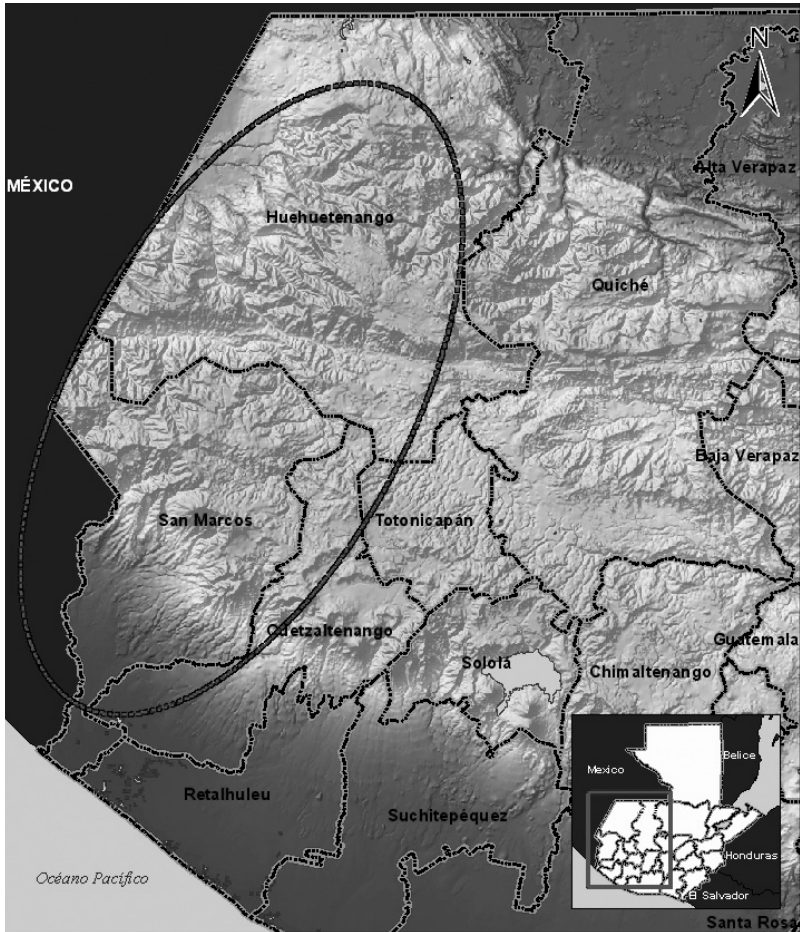 N
Alta Verapaz
MÉXICO
Huehuetenango
Quiché
Baja Verapaz
San Marcos
Totonicapán
Quetzaltenango
Guatemala
Sololá
Chimaltenango
Belice
Mexico
Retalhuleu
Suchitepéquez
Honduras
Océano Pacífico
El Salvador
Santa Rosa